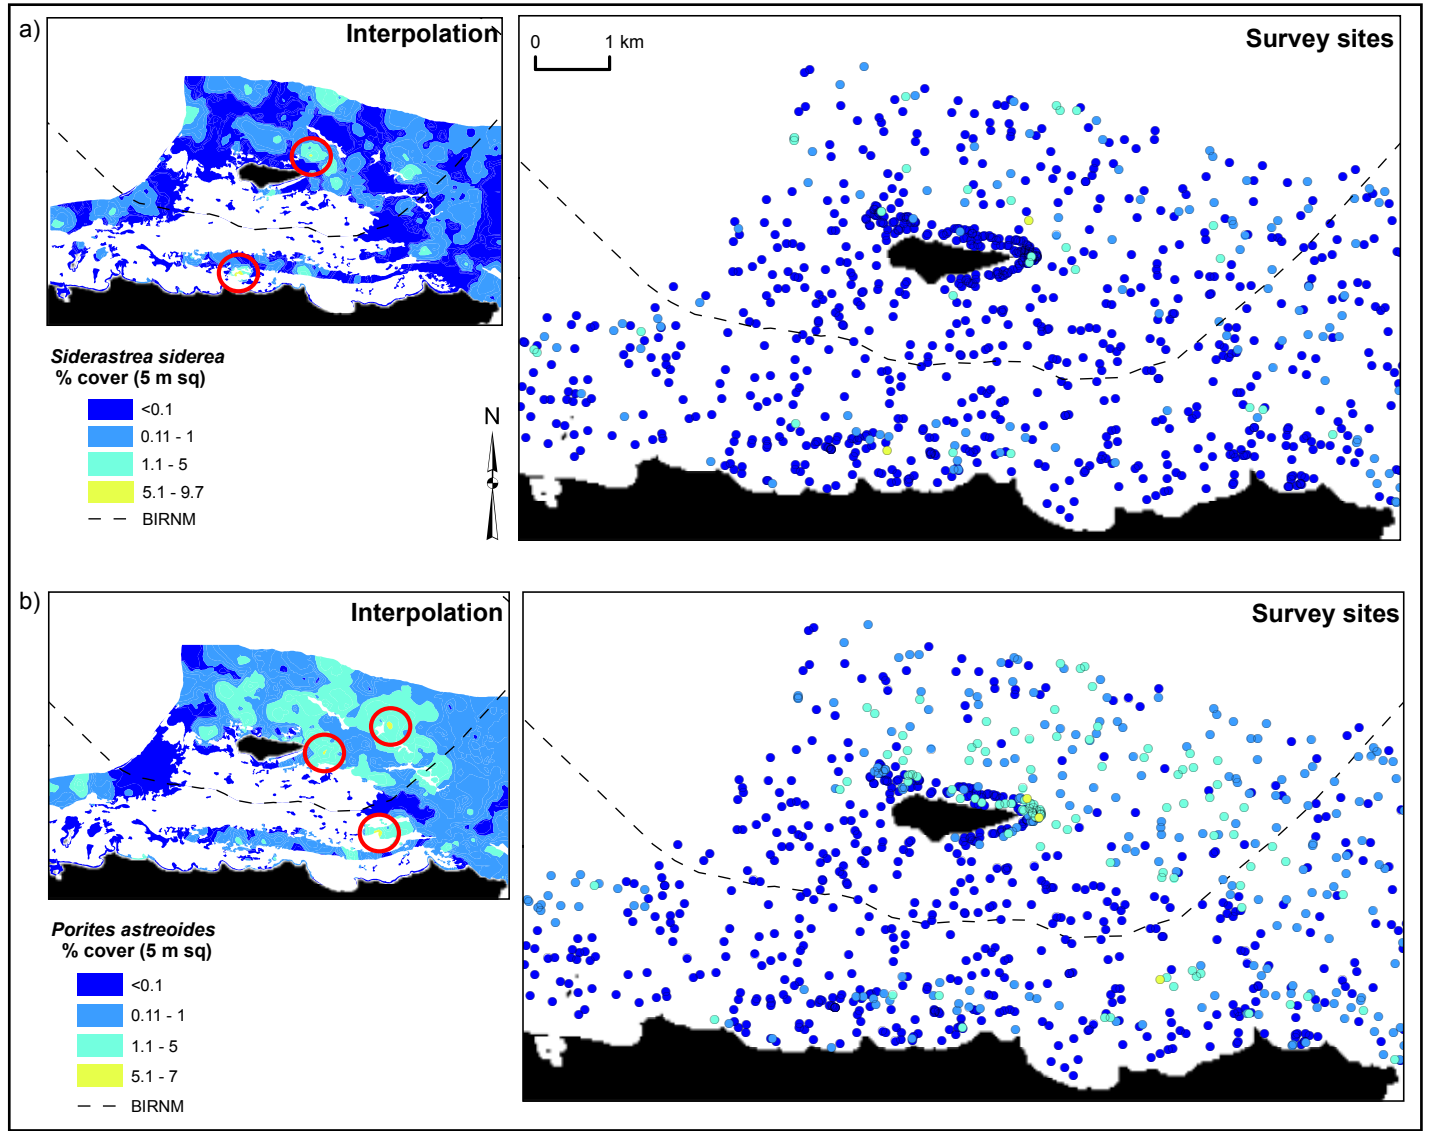 a)
Interpolation
0 1 km
Survey sites
Siderastrea siderea
% cover (5 m sq)
<0.1
0.11 - 1
1.1 - 5
5.1 - 9.7
BIRNM
N
b)
Interpolation
Survey sites
Porites astreoides
% cover (5 m sq)
<0.1
0.11 - 1
1.1 - 5
5.1 - 7
BIRNM